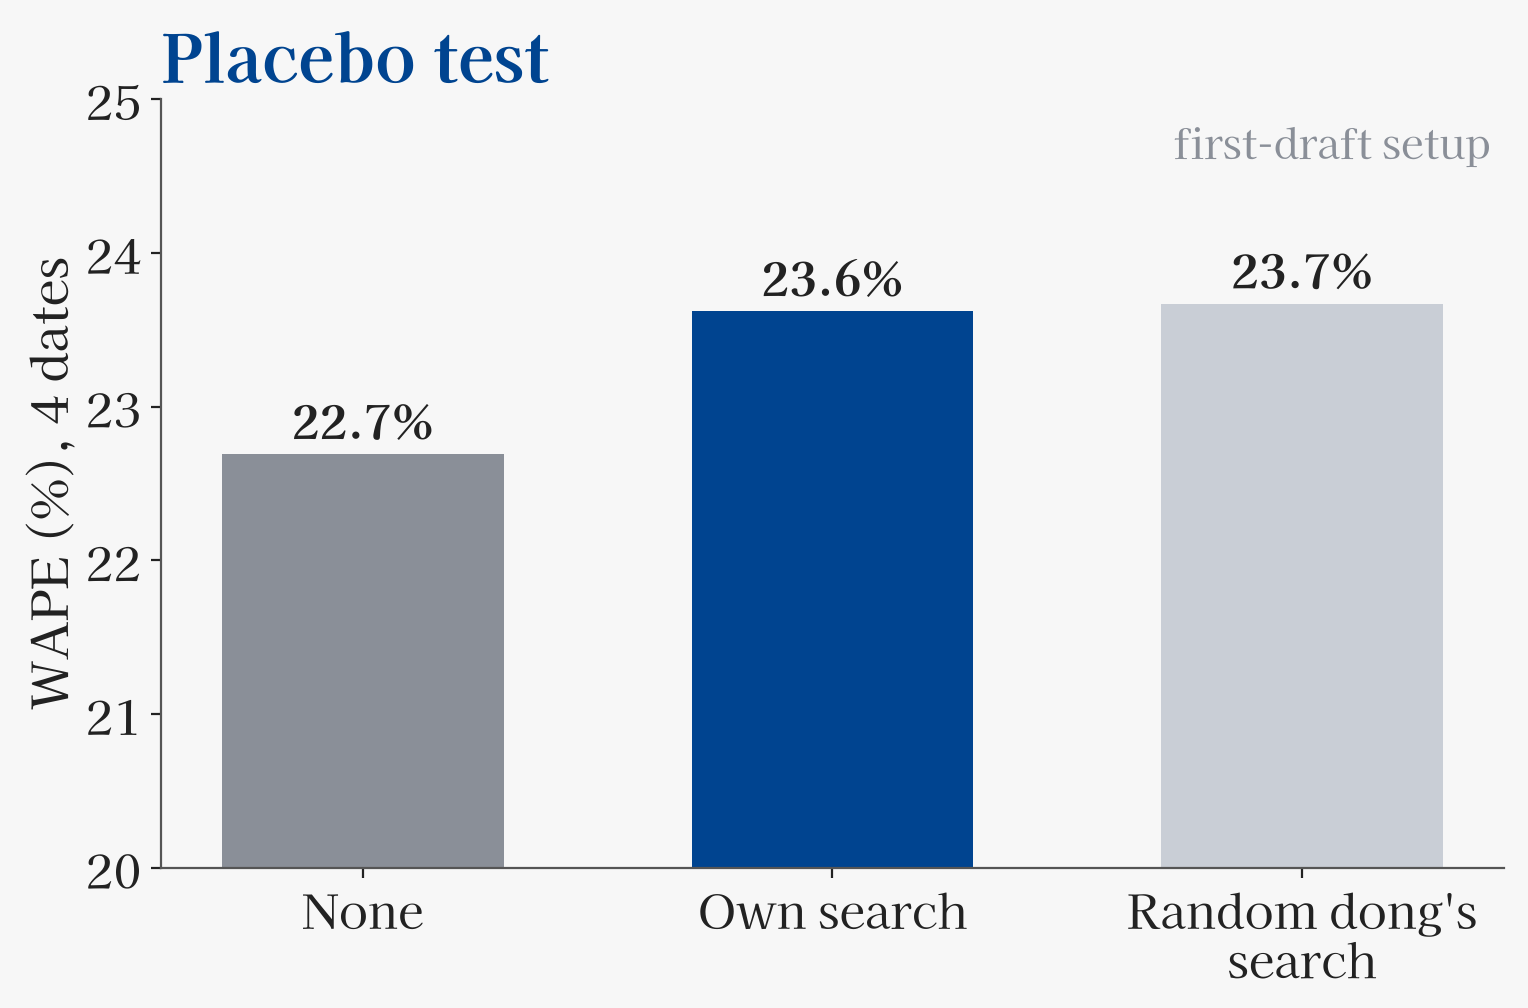 Placebo test
first-draft setup
WAPE (%), 4 dates
25
24
23
22
21
20
22.7%
23.6%
23.7%
None
Own search
Random dong's
search